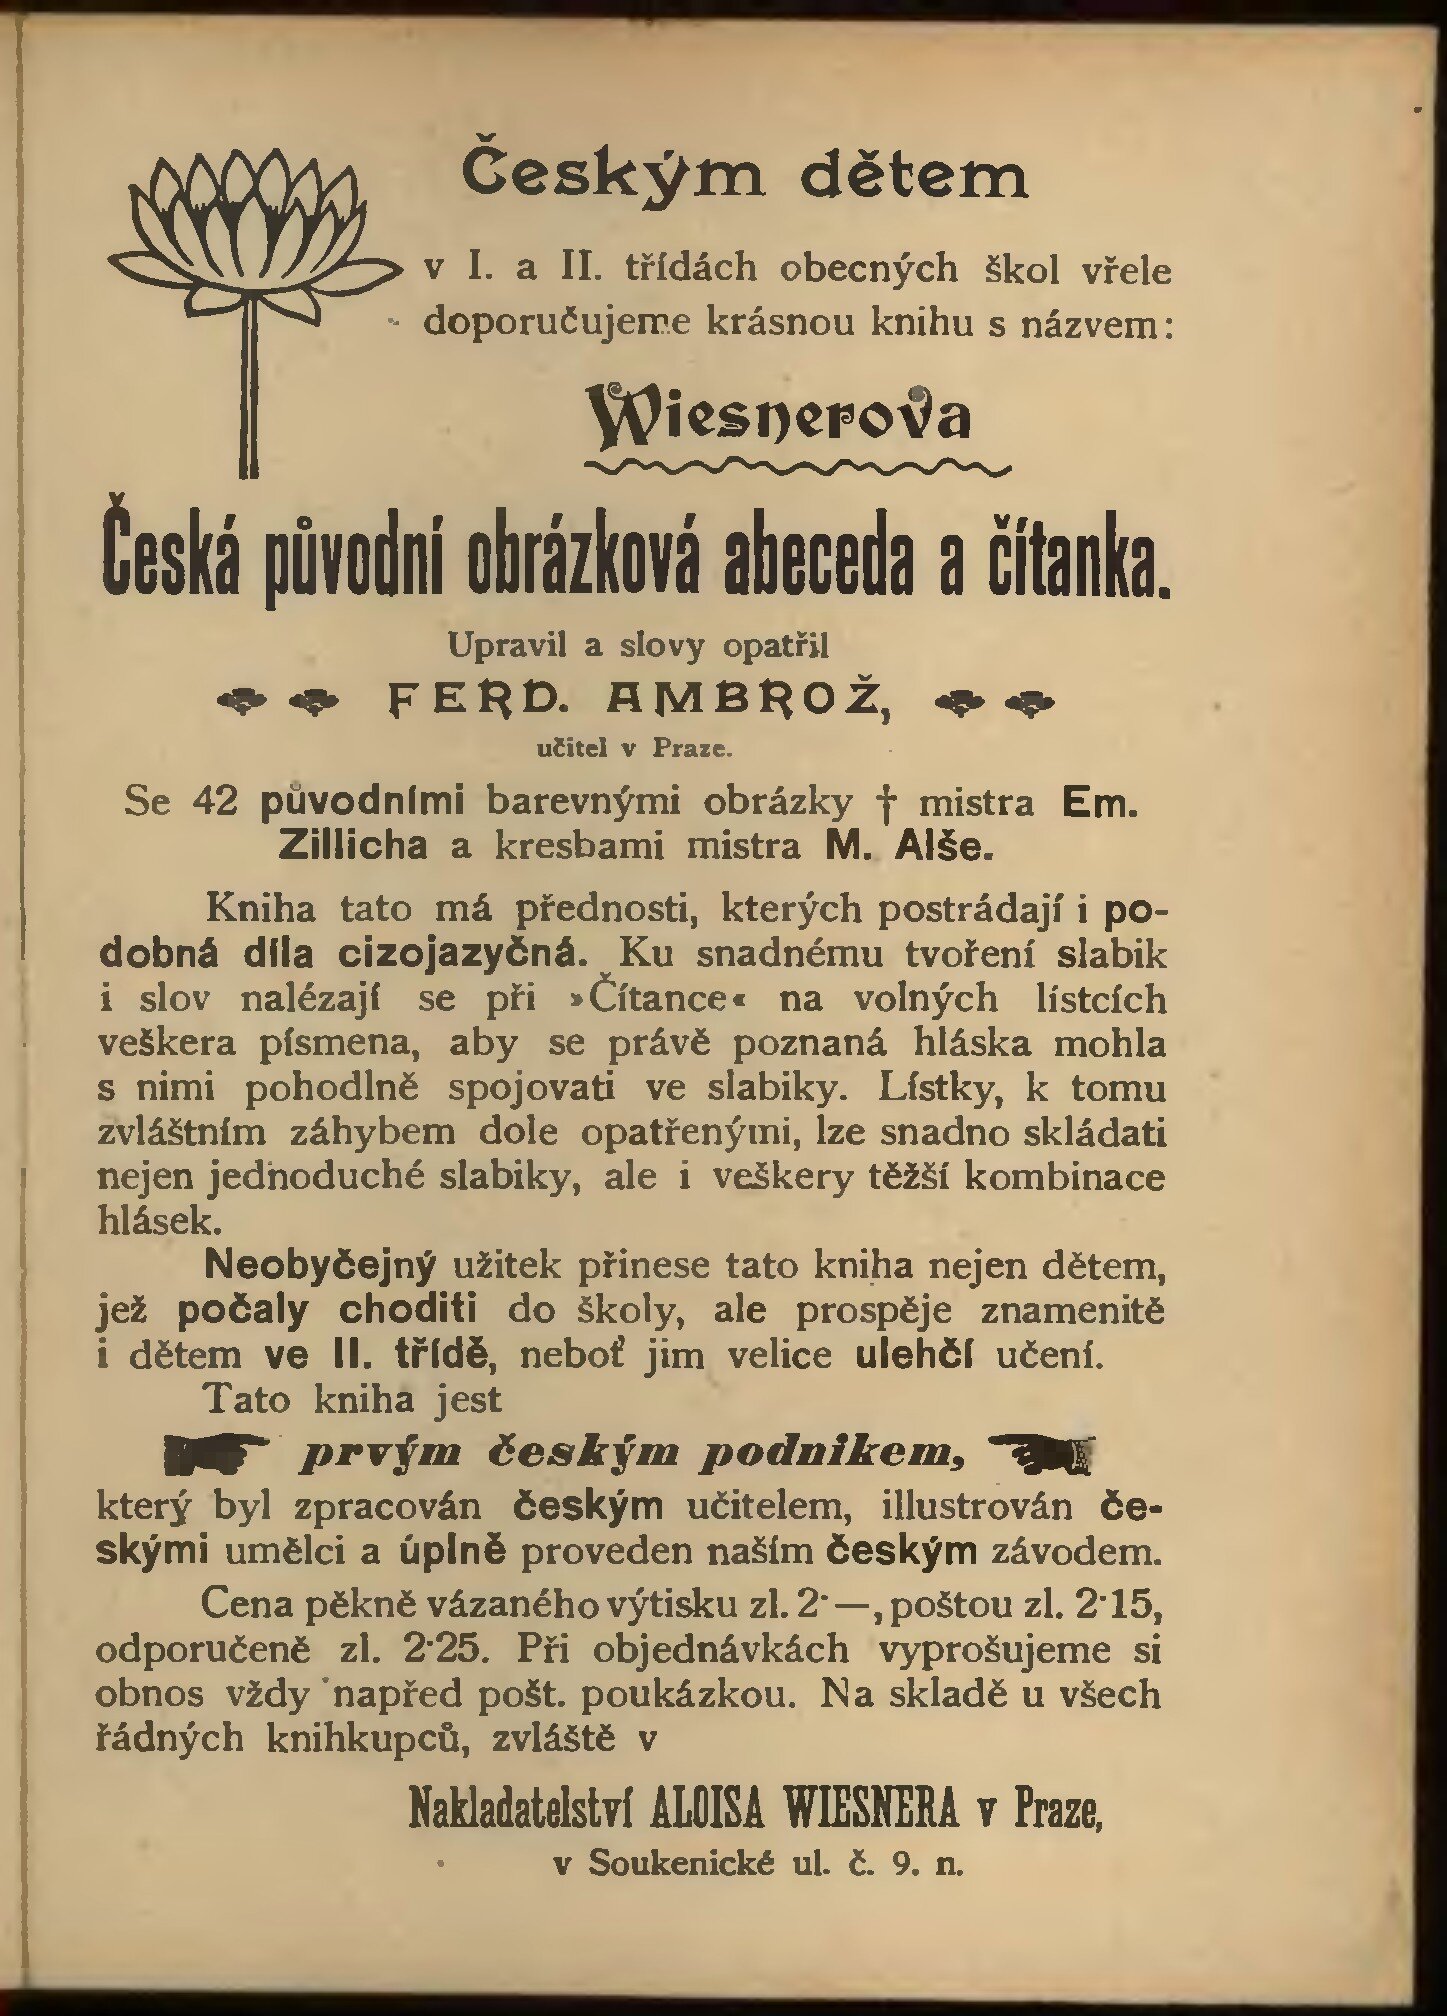 Českým dětem
v I. a II. třídách obecných škol vřele
doporučujeme krásnou knihu s názvem:
Wiesnerova
Česká původní obrázková abeceda a čítanka.
Upravil a slovy opatřil
FERD. AMBROŽ,
učitel v Praze.
Se 42 původními barevnými obrázky † mistra Em.
Zillicha a kresbami mistra M. Alše.
Kniha tato má přednosti, kterých postrádají i po-
dobná díla cizojazyčná. Ku snadnému tvoření slabik
i slov nalézají se při »Čítance« na volných lístcích
veškera písmena, aby se právě poznaná hláska mohla
s nimi pohodlně spojovati ve slabiky. Lístky, k tomu
zvláštním záhybem dole opatřenými, lze snadno skládati
nejen jednoduché slabiky, ale i veškery těžší kombinace
hlásek.
Neobyčejný užitek přinese tato kniha nejen dětem,
jež počaly choditi do školy, ale prospěje znamenitě
i dětem ve II. třídě, neboť jim velice ulehčí učení.
Tato kniha jest
prvým českým podnikem,
který byl zpracován českým učitelem, illustrován če-
skými umělci a úplně proveden naším českým závodem.
Cena pěkně vázaného výtisku zl. 2·—, poštou zl. 2·15,
odporučeně zl. 2·25. Při objednávkách vyprošujeme si
obnos vždy napřed pošt. poukázkou. Na skladě u všech
řádných knihkupců, zvláště v
Nakladatelství ALOISA WIESNERA v Praze,
v Soukenické ul. č. 9. n.